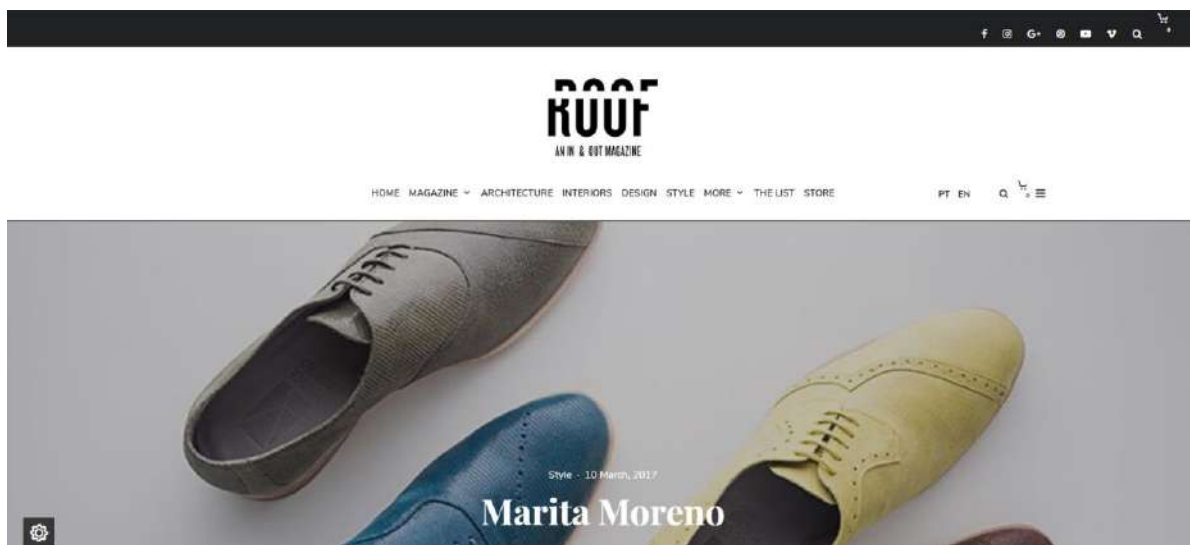 ROOF
AN IN & OUT MAGAZINE
HOME MAGAZINE ARCHITECTURE INTERIORS DESIGN STYLE MORE THE LIST STORE PT EN
Style - 10 March, 2017
Marita Moreno